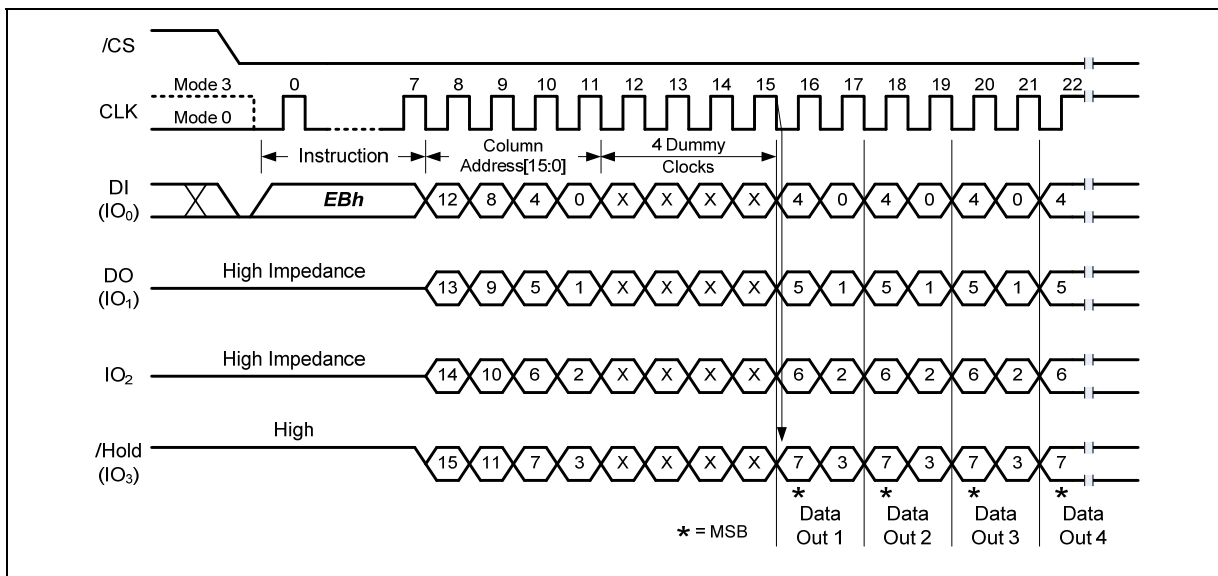 /CS
Mode 3 0 7 8 9 10 11 12 13 14 15 16 17 18 19 20 21 22
CLK
Mode 0
Instruction
Column
Address[15:0]
4 Dummy
Clocks
DI
(IO0)
EBh 12 8 4 0 X X X X 4 0 4 0 4 0 4
DO
(IO1)
High Impedance 13 9 5 1 X X X X 5 1 5 1 5 1 5
IO2
High Impedance 14 10 6 2 X X X X 6 2 6 2 6 2 6
/Hold
(IO3)
High 15 11 7 3 X X X X 7 3 7 3 7 3 7
* * * *
* = MSB
Data
Out 1
Data
Out 2
Data
Out 3
Data
Out 4